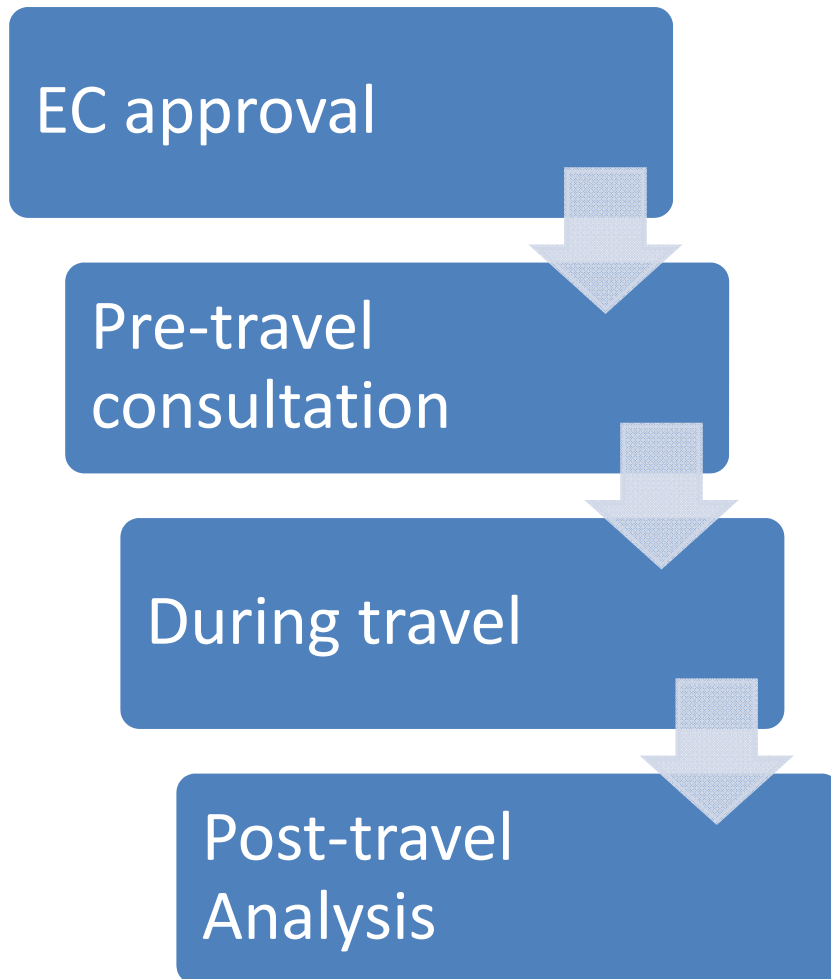 EC approval
Pre-travel
consultation
During travel
Post-travel
Analysis